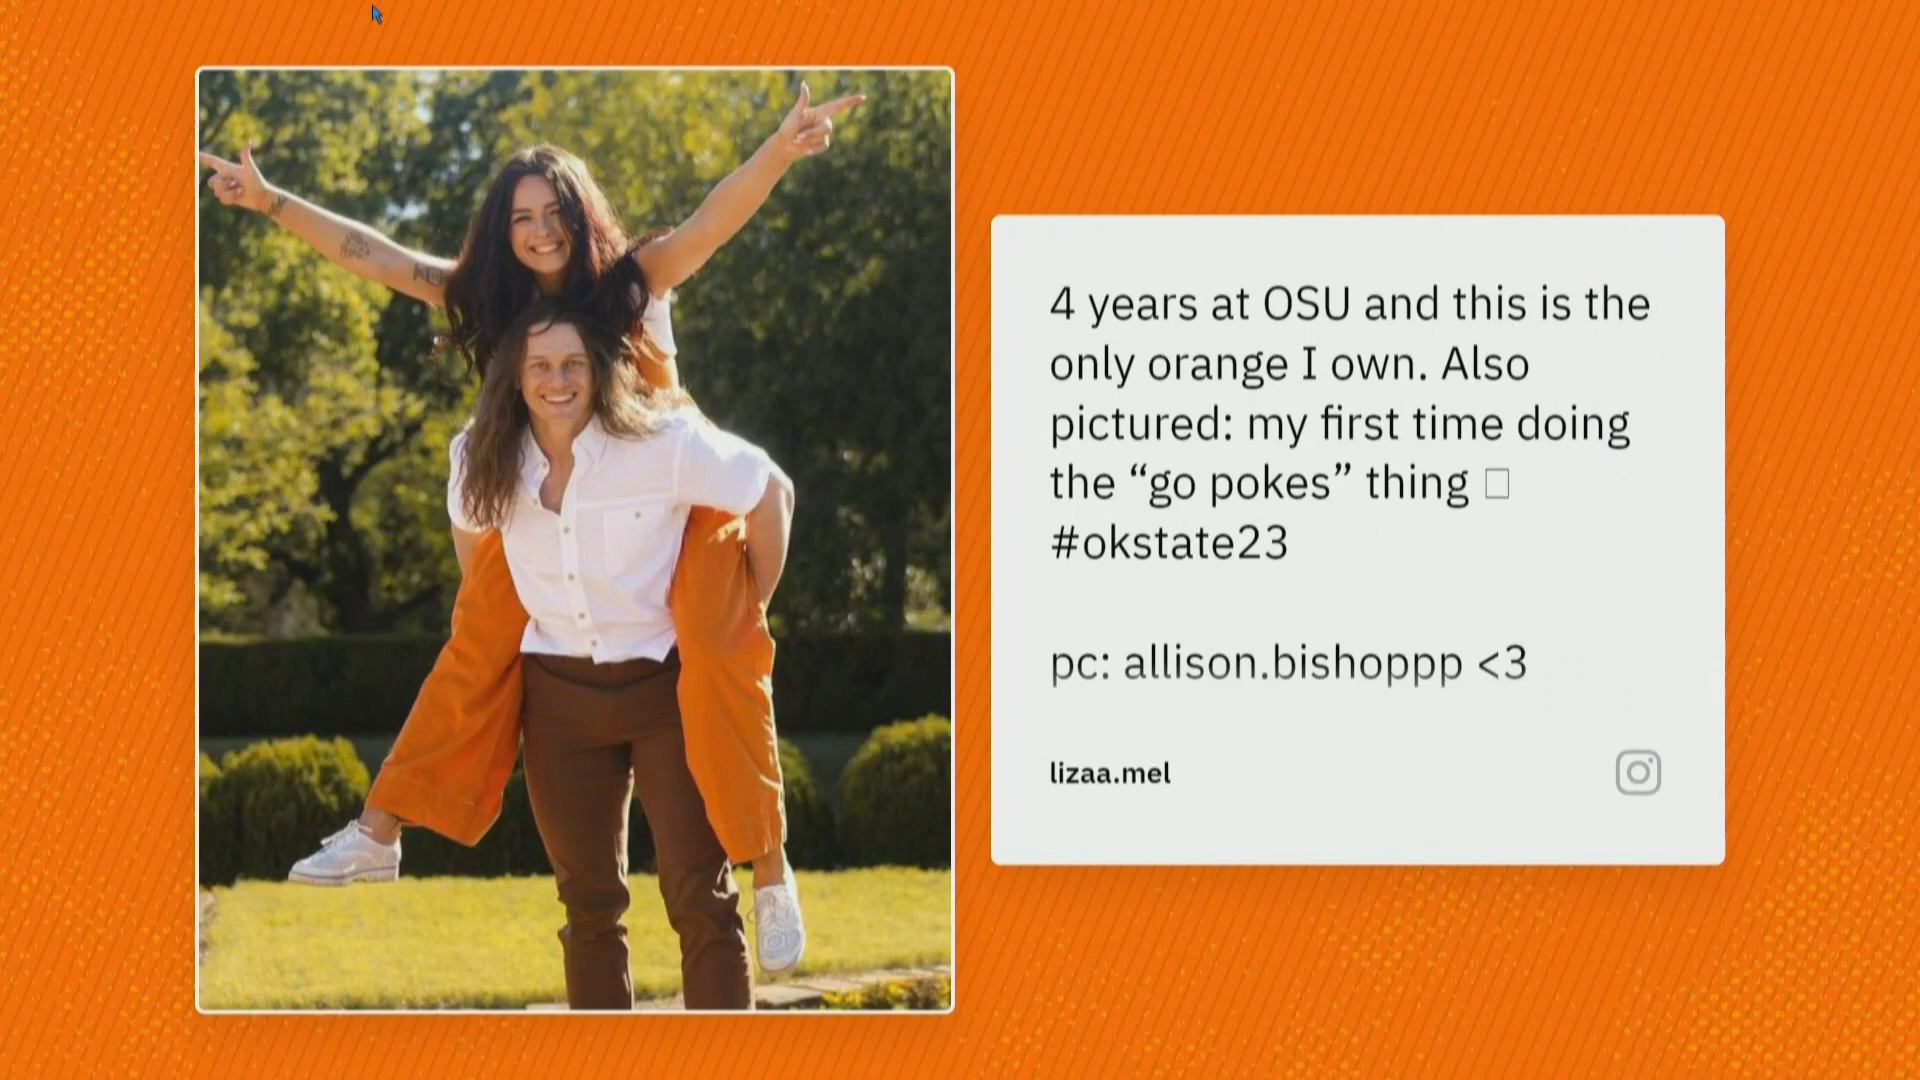 4 years at OSU and this is the
only orange I own. Also
pictured: my first time doing
the “go pokes” thing □
#okstate23
pc: allison.bishoppp <3
lizaa.mel